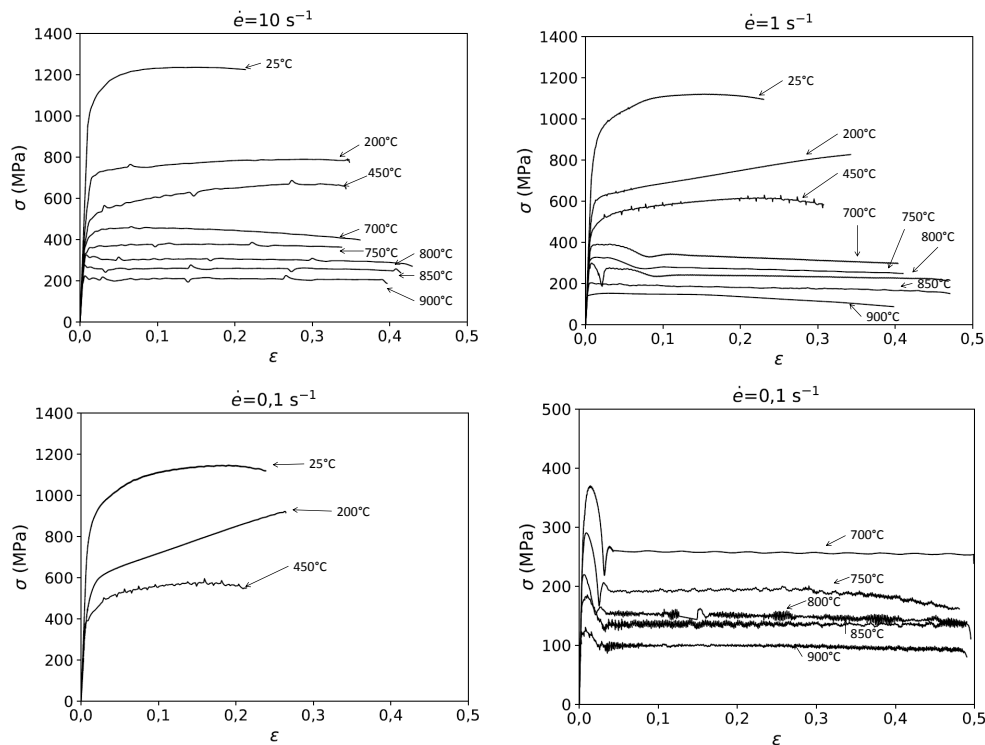 ė=10 s⁻¹
σ (MPa)
1400
1200
1000
800
600
400
200
0
25°C
200°C
450°C
700°C
750°C
800°C
850°C
900°C
0,0 0,1 0,2 0,3 0,4 0,5
ε
ė=1 s⁻¹
σ (MPa)
1400
1200
1000
800
600
400
200
0
25°C
200°C
450°C
700°C
750°C
800°C
850°C
900°C
0,0 0,1 0,2 0,3 0,4 0,5
ε
ė=0,1 s⁻¹
σ (MPa)
1400
1200
1000
800
600
400
200
0
25°C
200°C
450°C
0,0 0,1 0,2 0,3 0,4 0,5
ε
ė=0,1 s⁻¹
σ (MPa)
500
400
300
200
100
0
700°C
750°C
800°C
850°C
900°C
0,0 0,1 0,2 0,3 0,4 0,5
ε